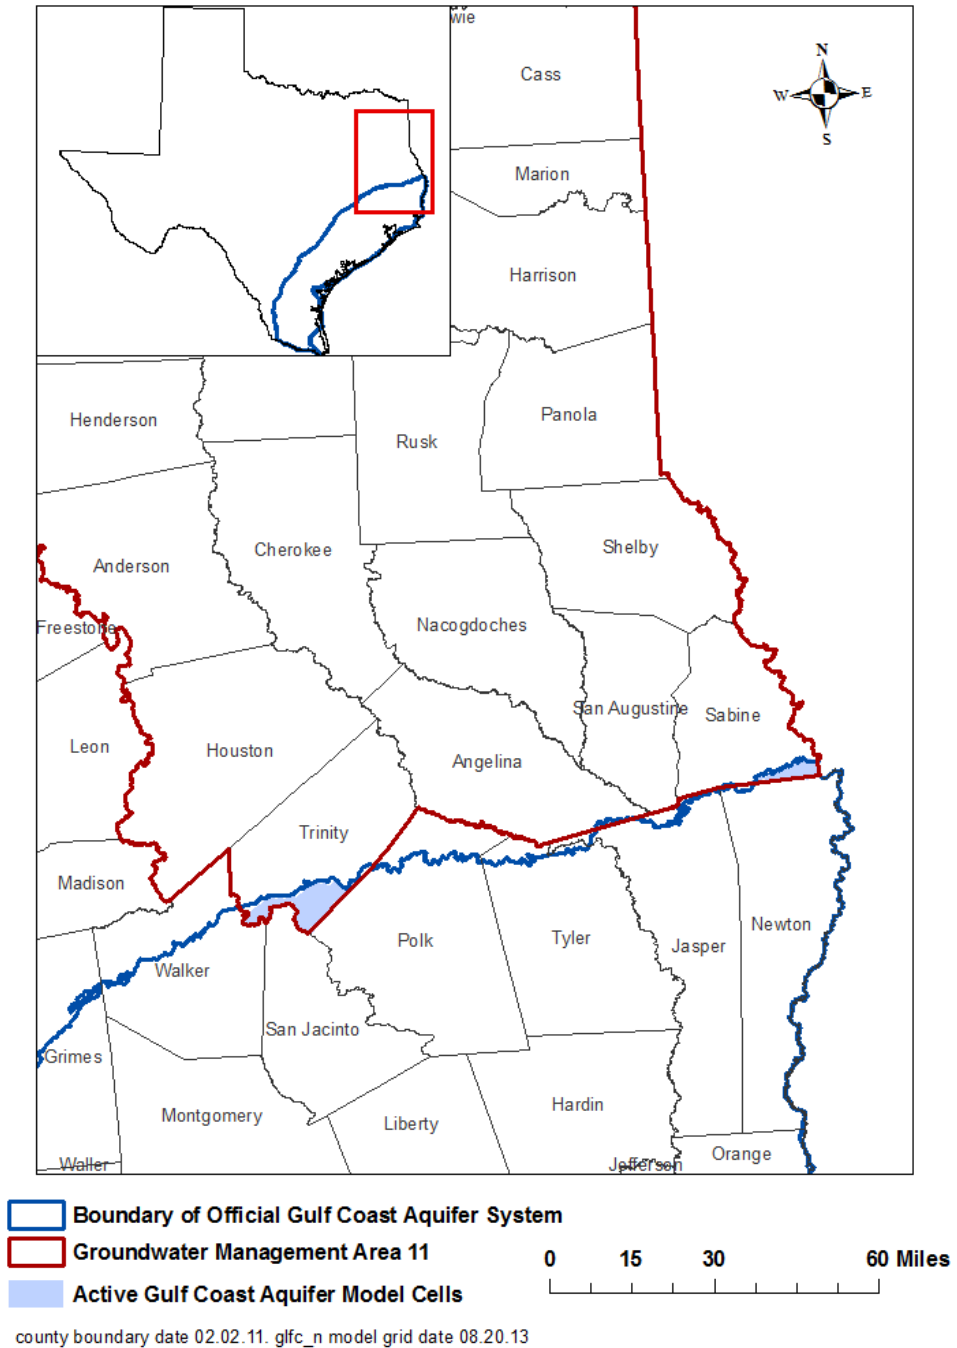 wie
Cass
N
W E
S
Marion
Harrison
Henderson
Rusk
Panola
Anderson
Cherokee
Shelby
Freestone
Nacogdoches
San Augustine
Sabine
Leon
Houston
Angelina
Trinity
Madison
Walker
Polk
Tyler
Jasper
Newton
San Jacinto
Grimes
Montgomery
Liberty
Hardin
Orange
Waller
Jefferson
Boundary of Official Gulf Coast Aquifer System
Groundwater Management Area 11
0 15 30 60 Miles
Active Gulf Coast Aquifer Model Cells
county boundary date 02.02.11. glfc_n model grid date 08.20.13